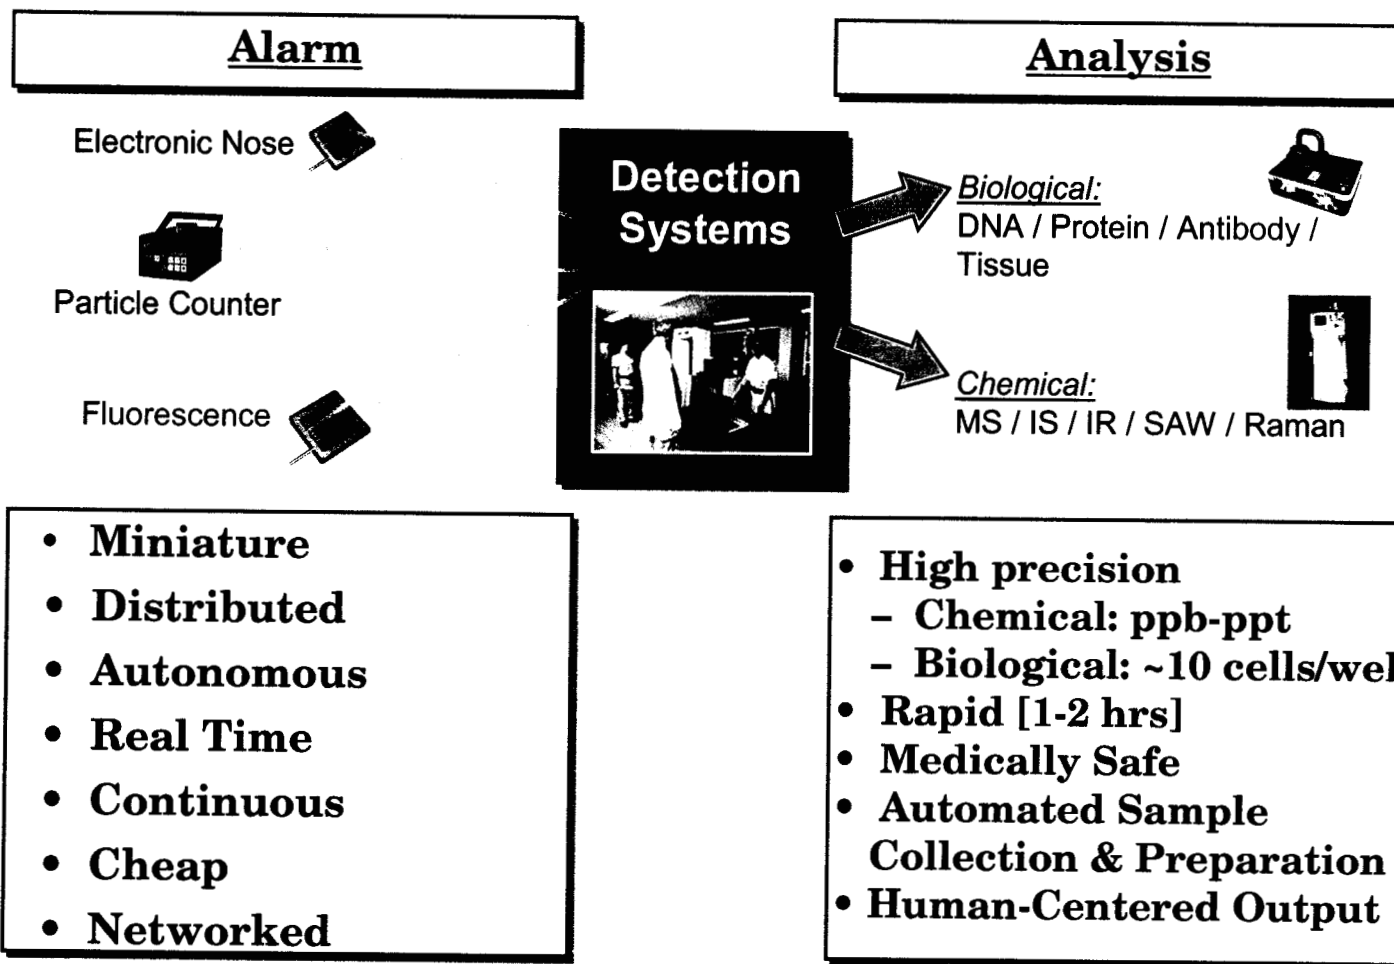 Alarm
Electronic Nose
Particle Counter
Fluorescence
• Miniature
• Distributed
• Autonomous
• Real Time
• Continuous
• Cheap
• Networked
Detection
Systems
Analysis
Biological:
DNA / Protein / Antibody /
Tissue
Chemical:
MS / IS / IR / SAW / Raman
• High precision
– Chemical: ppb-ppt
– Biological: ~10 cells/wel
• Rapid [1-2 hrs]
• Medically Safe
• Automated Sample
Collection & Preparation
• Human-Centered Output